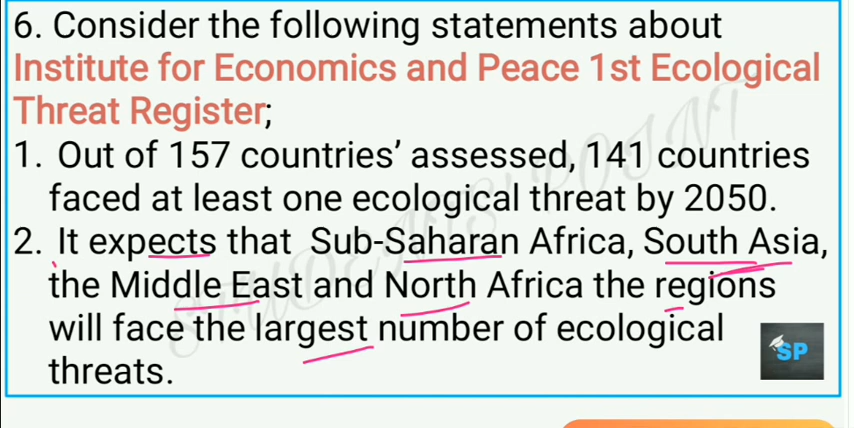 6. Consider the following statements about
Institute for Economics and Peace 1st Ecological
Threat Register;
1. Out of 157 countries’ assessed, 141 countries
faced at least one ecological threat by 2050.
2. It expects that Sub-Saharan Africa, South Asia,
the Middle East and North Africa the regions
will face the largest number of ecological
threats.
SP
STUDENTS' POINT